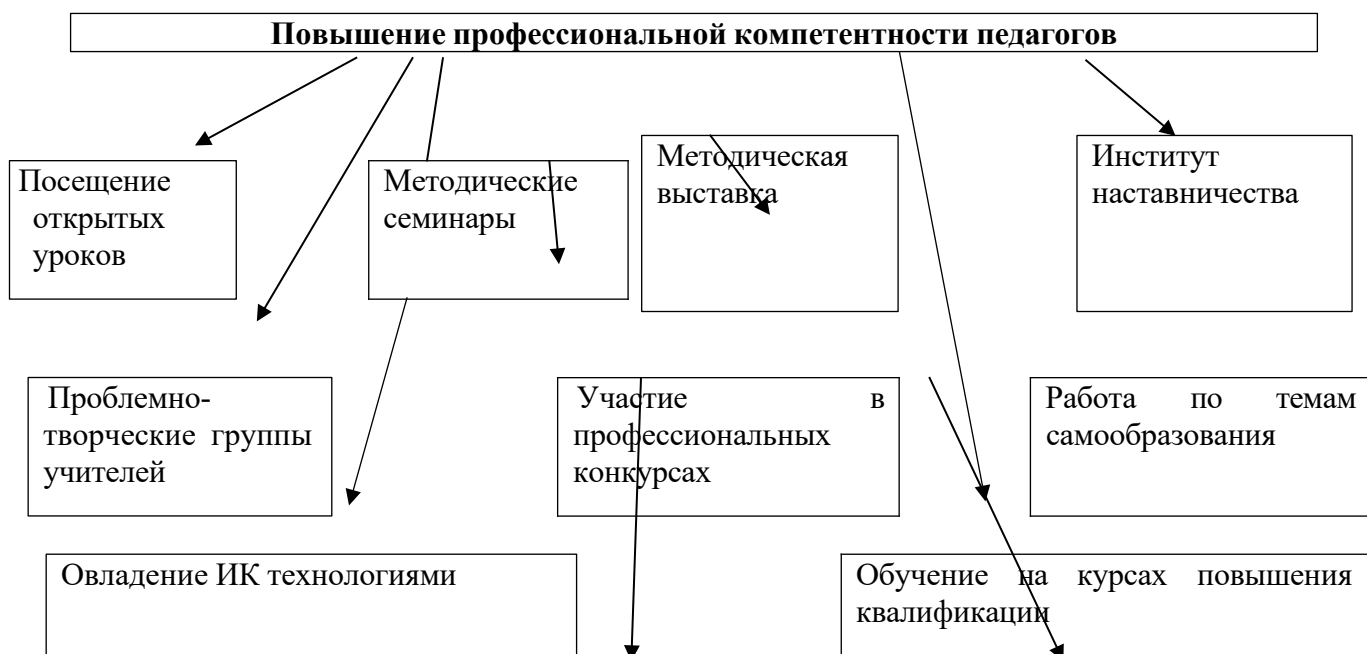 Повышение профессиональной компетентности педагогов
Посещение
открытых
уроков
Методические
семинары
Методическая
выставка
Институт
наставничества
Проблемно-
творческие группы
учителей
Участие в
профессиональных
конкурсах
Работа по темам
самообразования
Овладение ИК технологиями
Обучение на курсах повышения
квалификации